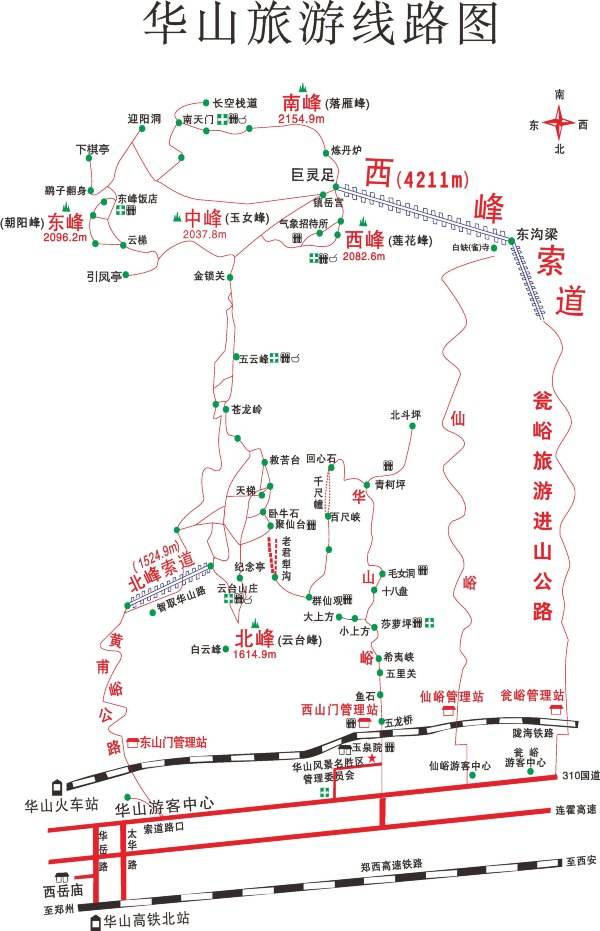 华山旅游线路图
南
东 西
北
长空栈道
南峰(落雁峰)
2154.9m
迎阳洞
南天门
下棋亭
炼丹炉
巨灵足
西(4211m)峰索道
鹞子翻身
东峰饭店
镇岳宫
(朝阳峰)东峰
2096.2m
中峰(玉女峰)
2037.8m
气象招待所
西峰(莲花峰)
2082.6m
东沟梁
云梯
白蚨(雀)寺
引凤亭
金锁关
五云峰
苍龙岭
北斗坪
瓮峪旅游进山公路
仙峪
救苦台
回心石
天梯
千尺幢
华山峪
青柯坪
卧牛石
聚仙台
百尺峡
(1524.9m)
北峰索道
老君犁沟
纪念亭
毛女洞
智取华山路
云台山庄
群仙观
十八盘
大上方
小上方
莎萝坪
北峰(云台峰)
1614.9m
白云峰
黄甫峪公路
希夷峡
五里关
鱼石
西山门管理站
仙峪管理站
瓮峪管理站
五龙桥
陇海铁路
东山门管理站
玉泉院
华山风景名胜区
管理委员会
仙峪游客中心
瓮峪
游客中心
310国道
华山火车站
华山游客中心
索道路口
连霍高速
华岳路
太华路
西岳庙
郑西高速铁路
至西安
至郑州
华山高铁北站